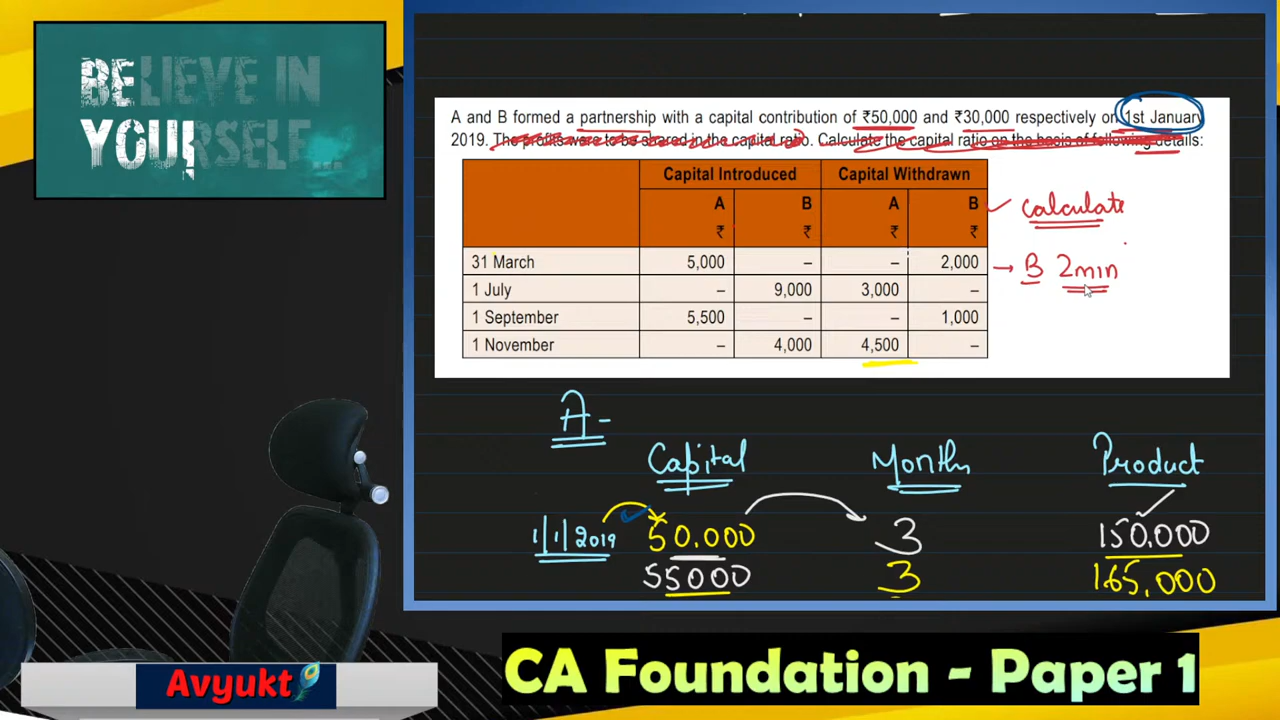 BELIEVE IN
YOURSELF...
A and B formed a partnership with a capital contribution of ₹50,000 and ₹30,000 respectively on 1st January
2019. The profits were to be shared in the capital ratio. Calculate the capital ratio on the basis of following details:
Capital Introduced Capital Withdrawn
A B A B
₹ ₹ ₹ ₹
31 March 5,000 – – 2,000
1 July – 9,000 3,000 –
1 September 5,500 – – 1,000
1 November – 4,000 4,500 –
calculate
→ B 2min
A -
Capital Months Product
1/1/2019 50,000 3 150,000
55000 3 165,000
Avyukt
CA Foundation - Paper 1